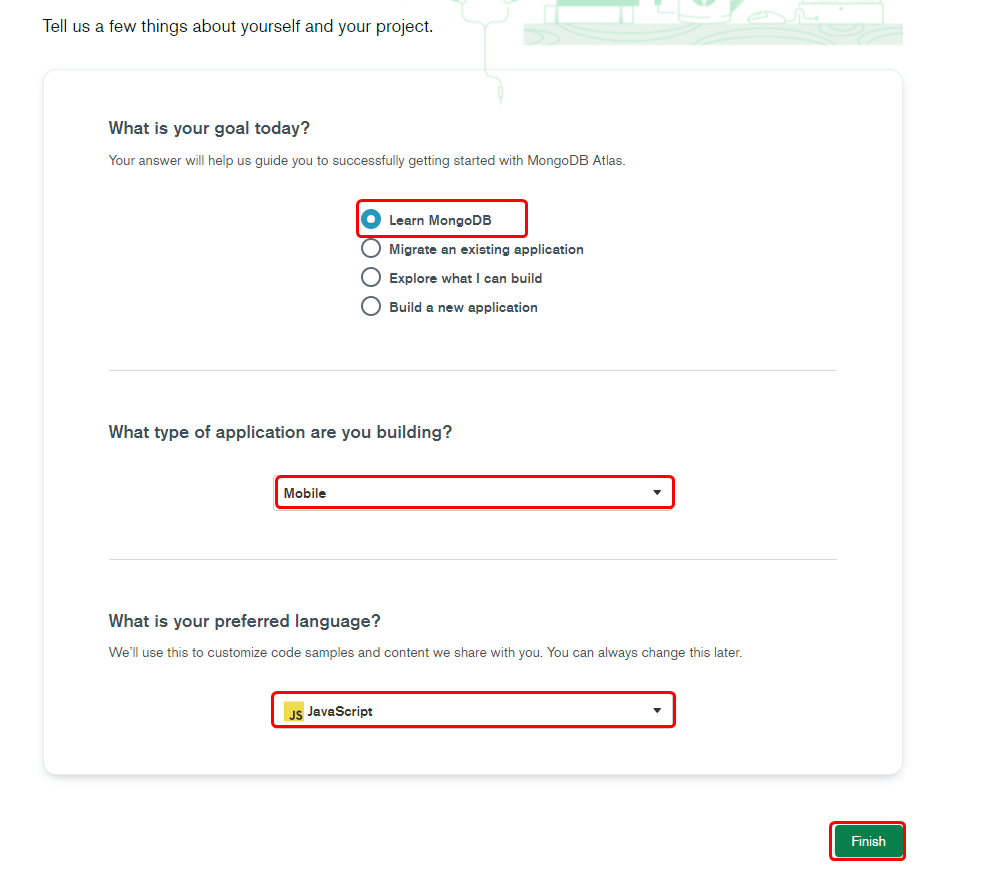 Tell us a few things about yourself and your project.
What is your goal today?
Your answer will help us guide you to successfully getting started with MongoDB Atlas.
Learn MongoDB
Migrate an existing application
Explore what I can build
Build a new application
What type of application are you building?
Mobile
What is your preferred language?
We'll use this to customize code samples and content we share with you. You can always change this later.
JS JavaScript
Finish